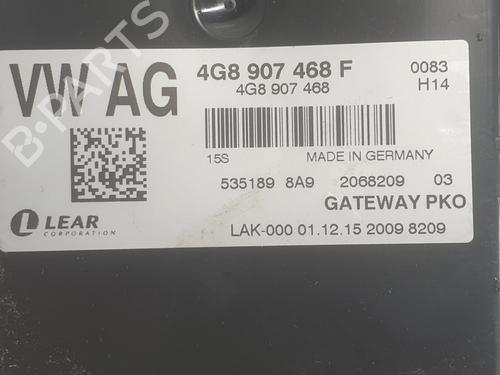 B-PARTS
VW AG
4G8 907 468 F
0083
4G8 907 468
H14
15S
MADE IN GERMANY
535189 8A9 2068209 03
GATEWAY PKO
LEAR
CORPORATION
LAK-000 01.12.15 2009 8209